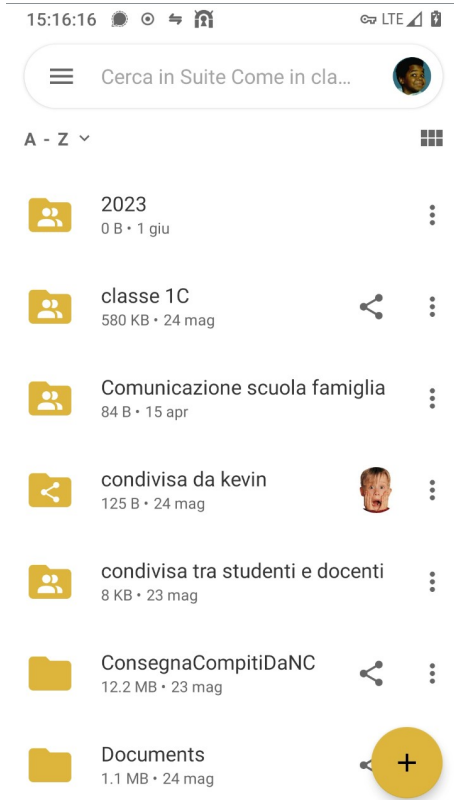 15:16:16
LTE
Cerca in Suite Come in cla...
A - Z
2023
0 B • 1 giu
classe 1C
580 KB • 24 mag
Comunicazione scuola famiglia
84 B • 15 apr
condivisa da kevin
125 B • 24 mag
condivisa tra studenti e docenti
8 KB • 23 mag
ConsegnaCompitiDaNC
12.2 MB • 23 mag
Documents
1.1 MB • 24 mag